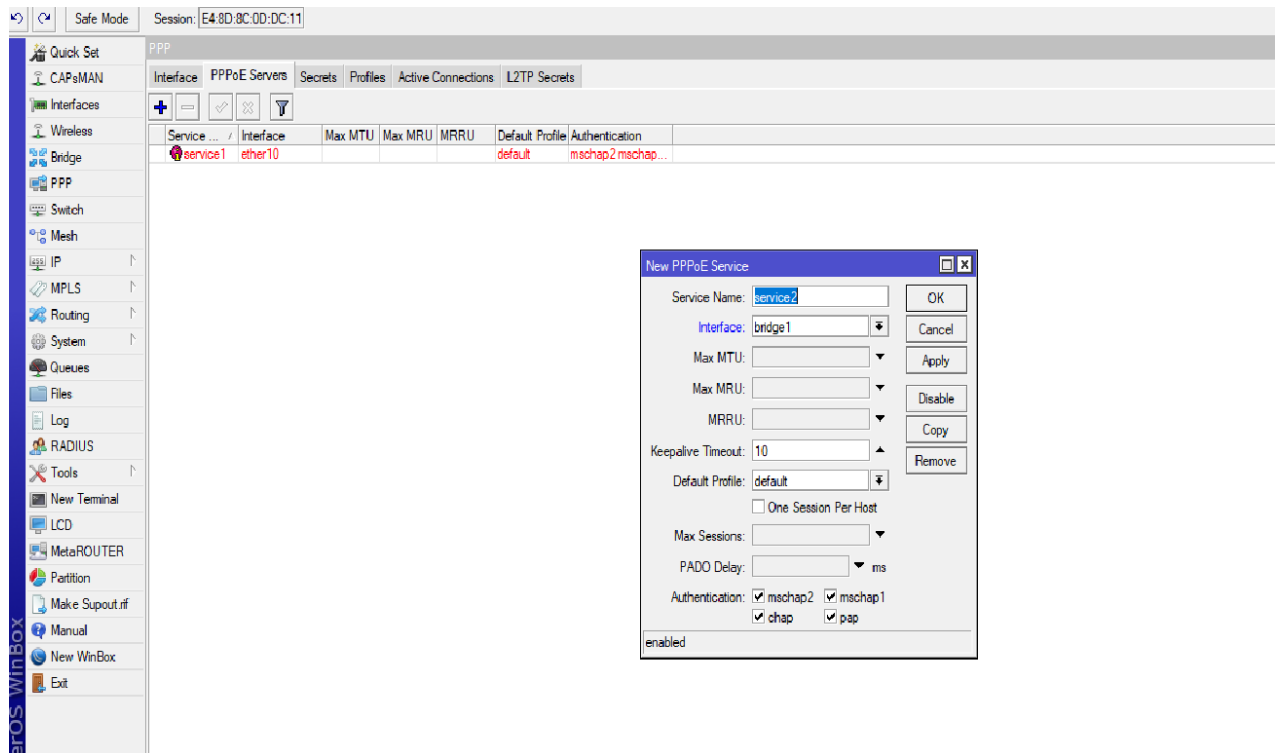 Safe Mode Session: E4:8D:8C:0D:DC:11
Quick Set
CAPsMAN
Interfaces
Wireless
Bridge
PPP
Switch
Mesh
IP
MPLS
Routing
System
Queues
Files
Log
RADIUS
Tools
New Terminal
LCD
MetaROUTER
Partition
Make Supout.rif
Manual
New WinBox
Exit
erOS WinBox
PPP
Interface PPPoE Servers Secrets Profiles Active Connections L2TP Secrets
Service ... / Interface Max MTU Max MRU MRRU Default Profile Authentication
service1 ether10 default mschap2 mschap...
New PPPoE Service
Service Name: service2
Interface: bridge1
Max MTU:
Max MRU:
MRRU:
Keepalive Timeout: 10
Default Profile: default
One Session Per Host
Max Sessions:
PADO Delay: ms
Authentication: mschap2 mschap1
chap pap
enabled
OK
Cancel
Apply
Disable
Copy
Remove